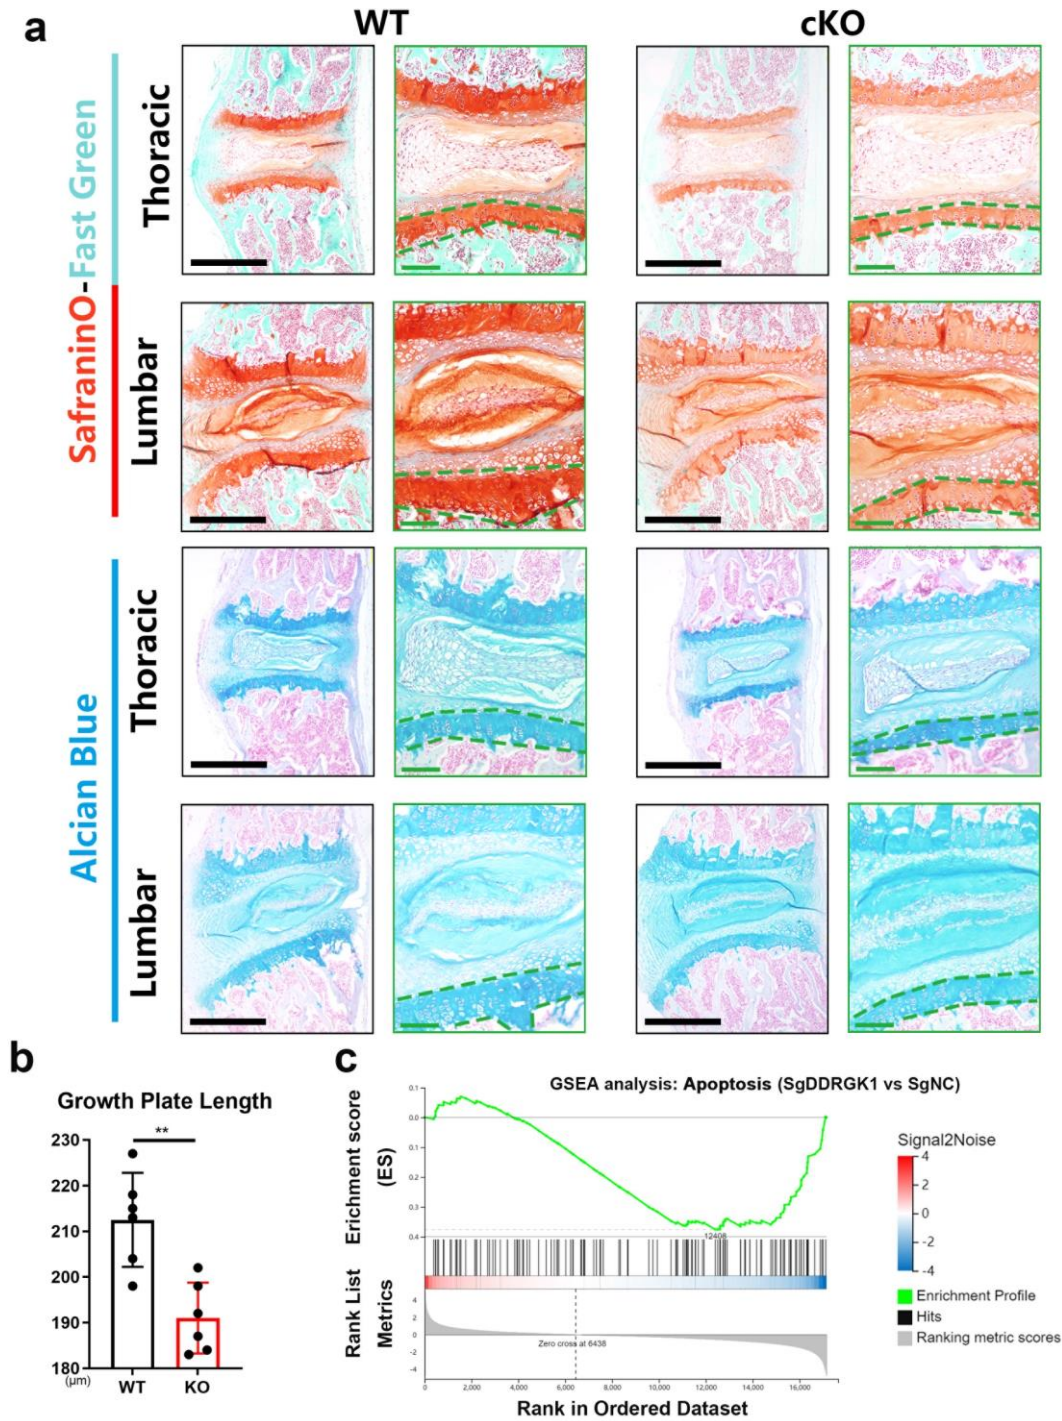 a
WT
cKO
SafraninO-Fast Green
Thoracic
Lumbar
Alcian Blue
Thoracic
Lumbar
b
Growth Plate Length
**
230
220
210
200
190
180
(μm)
WT
KO
c
GSEA analysis: Apoptosis (SgDDRGK1 vs SgNC)
Enrichment score
(ES)
0.1
0.0
0.1
0.2
0.3
0.4
12408
Rank List
Metrics
4
2
0
-2
-4
Zero cross at 6438
0
2,000
4,000
6,000
8,000
10,000
12,000
14,000
16,000
Rank in Ordered Dataset
Signal2Noise
4
2
0
-2
-4
Enrichment Profile
Hits
Ranking metric scores